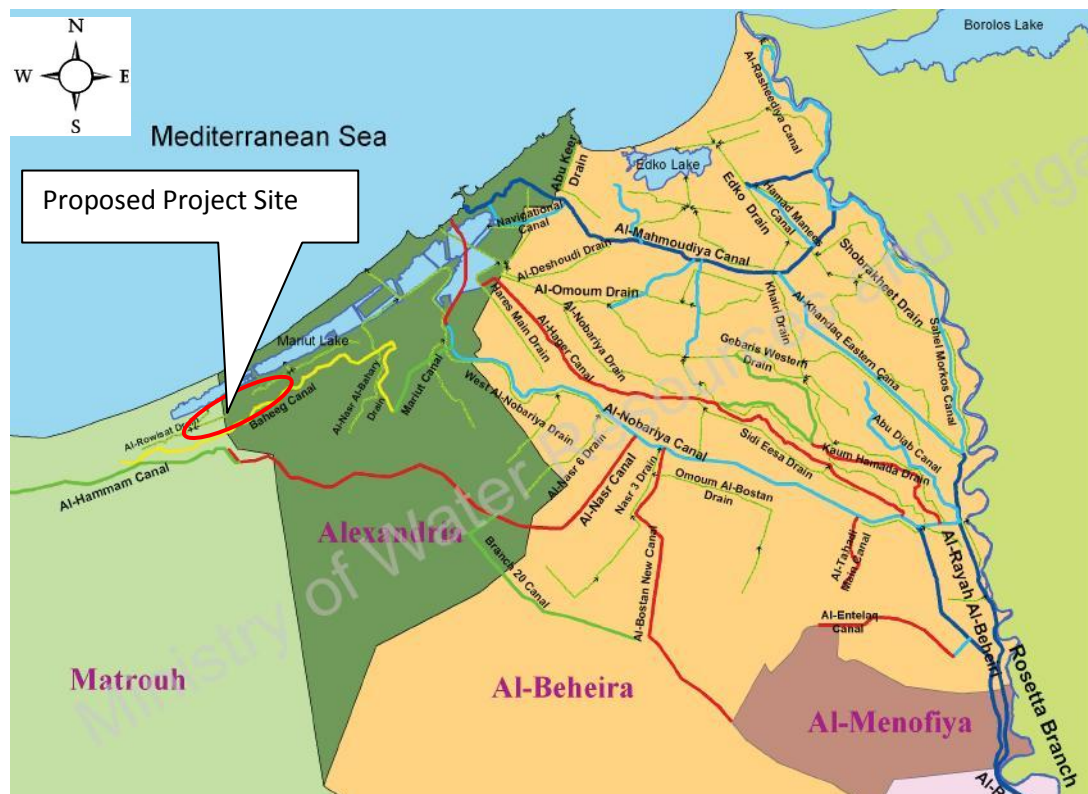 N
W E
S
Borolos Lake
Mediterranean Sea
Al-Rasheediya Canal
Abu Keer
Drain
Edko Lake
Proposed Project Site
Edko Drain
Hamad Manees
Canal
Navigational
Canal
Al-Mahmoudiya Canal
Shobrakheet Drain
Al-Deshoudi Drain
Al-Omoum Drain
Khairi Drain
Al-Khandaq Eastern Cana
Sahel Morkos Canal
Hares Main Drain
Al-Hager Canal
Al-Nobariya Drain
Gebaris Western
Drain
Mariut Lake
Baheeg Canal
Al-Nasr Al-Bahary
Drain
Mariut Canal
West Al-Nobariya Drain
Al-Nobariya Canal
Abu Diab Canal
Al-Rowisat Drain
Al-Hammam Canal
Al-Nasr 6 Drain
Al-Nasr Canal
Nasr 3 Drain
Sidi Eesa Drain
Kaum Hamada Drain
Omoum Al-Bostan
Drain
Alexandria
Branch 20 Canal
Al-Bostan New Canal
Al-Tahadi
Main Canal
Al-Rayah Al-Beheiri
Al-Entelaq
Canal
Rosetta Branch
Matrouh
Al-Beheira
Al-Menofiya
Al-R
Ministry of Water Resources and Irriga